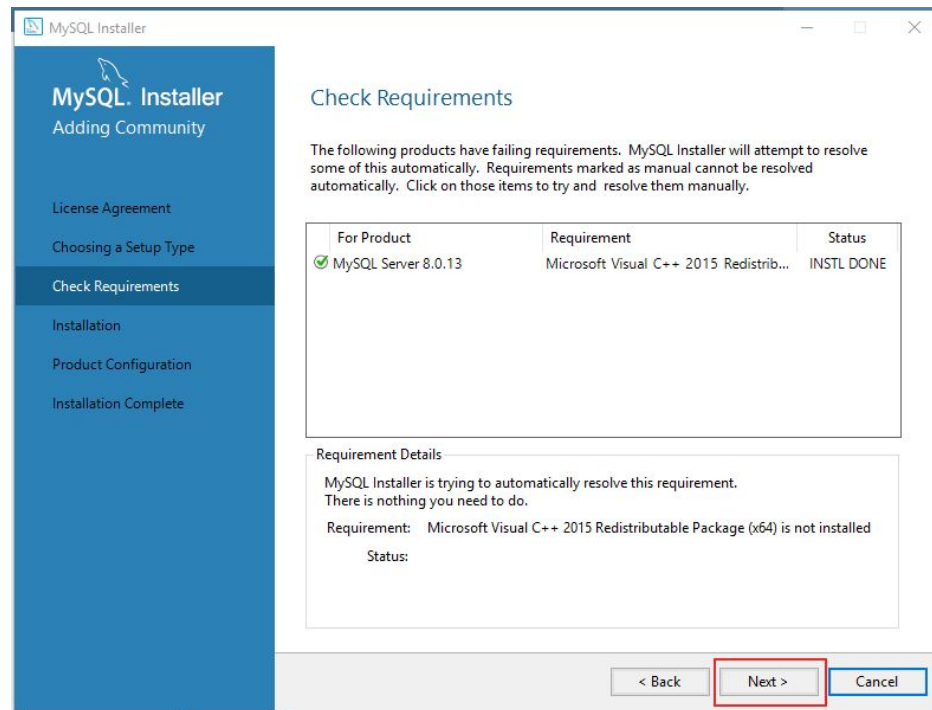 MySQL Installer
MySQL. Installer
Adding Community
License Agreement
Choosing a Setup Type
Check Requirements
Installation
Product Configuration
Installation Complete
Check Requirements
The following products have failing requirements. MySQL Installer will attempt to resolve
some of this automatically. Requirements marked as manual cannot be resolved
automatically. Click on those items to try and resolve them manually.
For Product Requirement Status
MySQL Server 8.0.13 Microsoft Visual C++ 2015 Redistrib... INSTL DONE
Requirement Details
MySQL Installer is trying to automatically resolve this requirement.
There is nothing you need to do.
Requirement: Microsoft Visual C++ 2015 Redistributable Package (x64) is not installed
Status:
< Back Next > Cancel